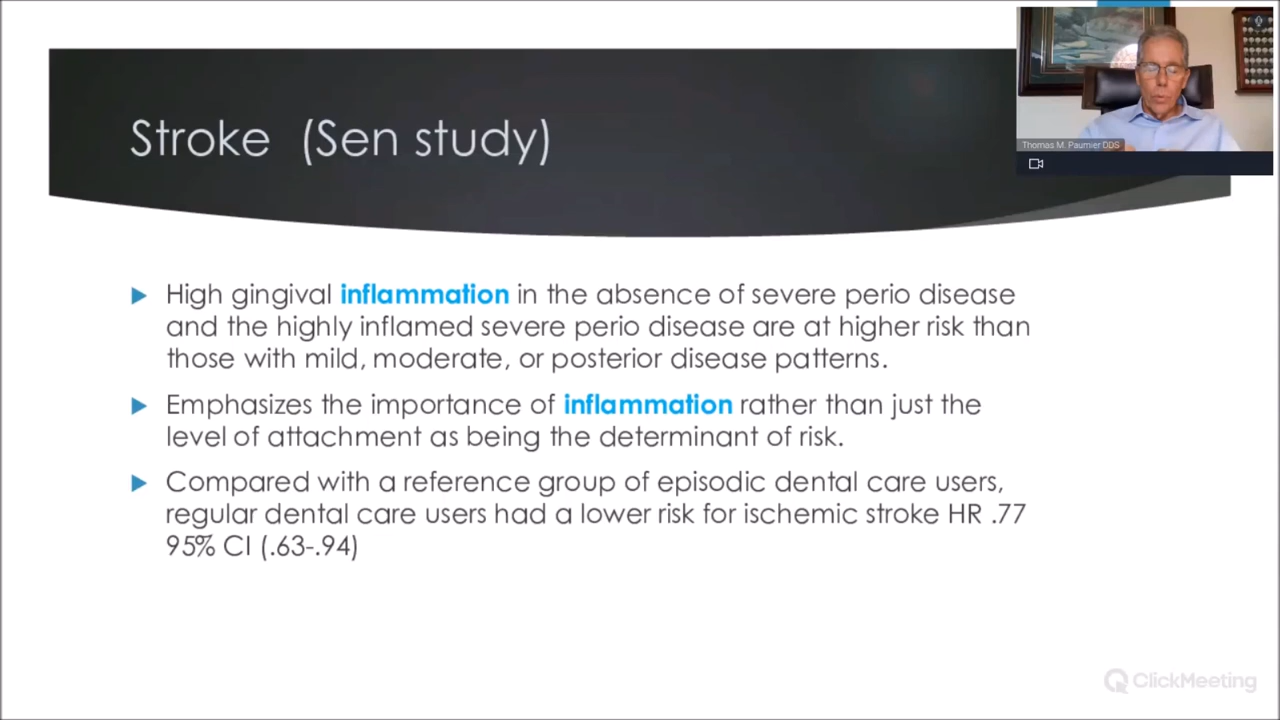 Stroke (Sen study)
Thomas M. Paumier DDS
High gingival inflammation in the absence of severe perio disease
and the highly inflamed severe perio disease are at higher risk than
those with mild, moderate, or posterior disease patterns.
Emphasizes the importance of inflammation rather than just the
level of attachment as being the determinant of risk.
Compared with a reference group of episodic dental care users,
regular dental care users had a lower risk for ischemic stroke HR .77
95% CI (.63-.94)
ClickMeeting